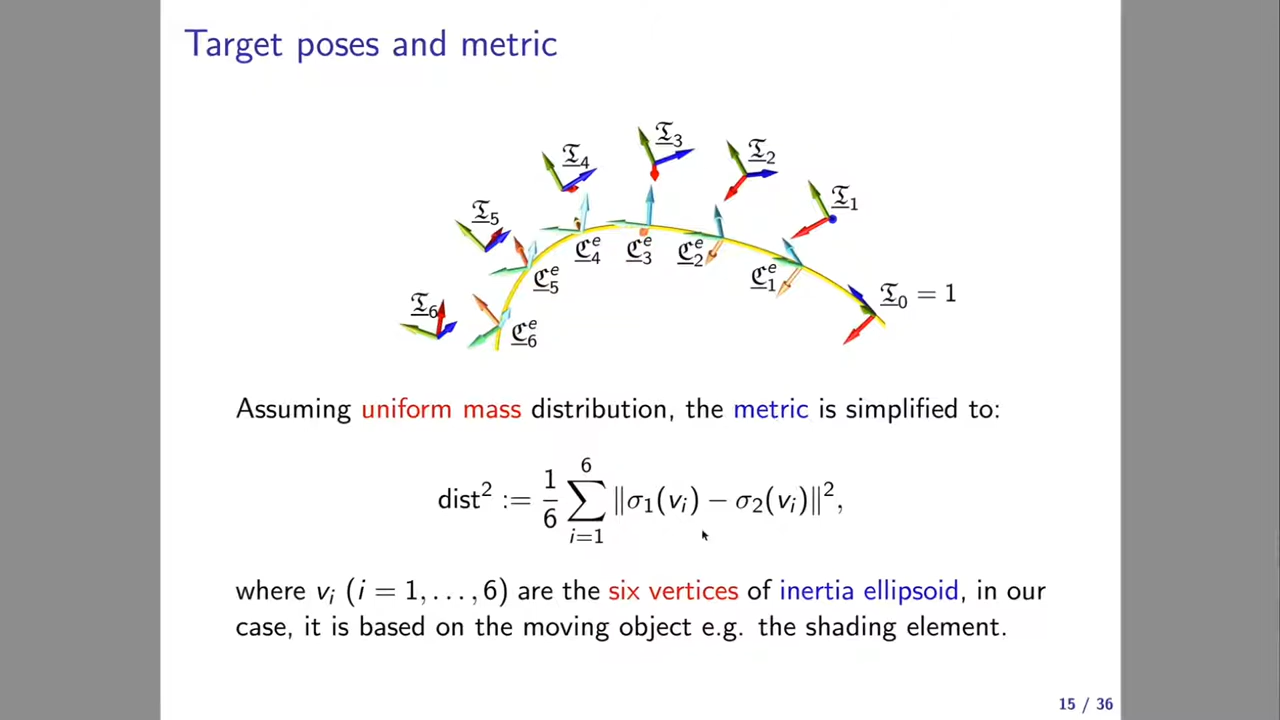 Target poses and metric
𝔗₃
𝔗₄ 𝔗₂
𝔗₅ 𝔗₁
ℭ₄ᵉ ℭ₃ᵉ ℭ₂ᵉ
ℭ₅ᵉ ℭ₁ᵉ
𝔗₆ 𝔗₀ = 1
ℭ₆ᵉ
Assuming uniform mass distribution, the metric is simplified to:
dist² := 1/6 ∑_{i=1}^{6} ‖σ₁(vᵢ) − σ₂(vᵢ)‖²,
where vᵢ (i = 1, . . . , 6) are the six vertices of inertia ellipsoid, in our
case, it is based on the moving object e.g. the shading element.
15 / 36